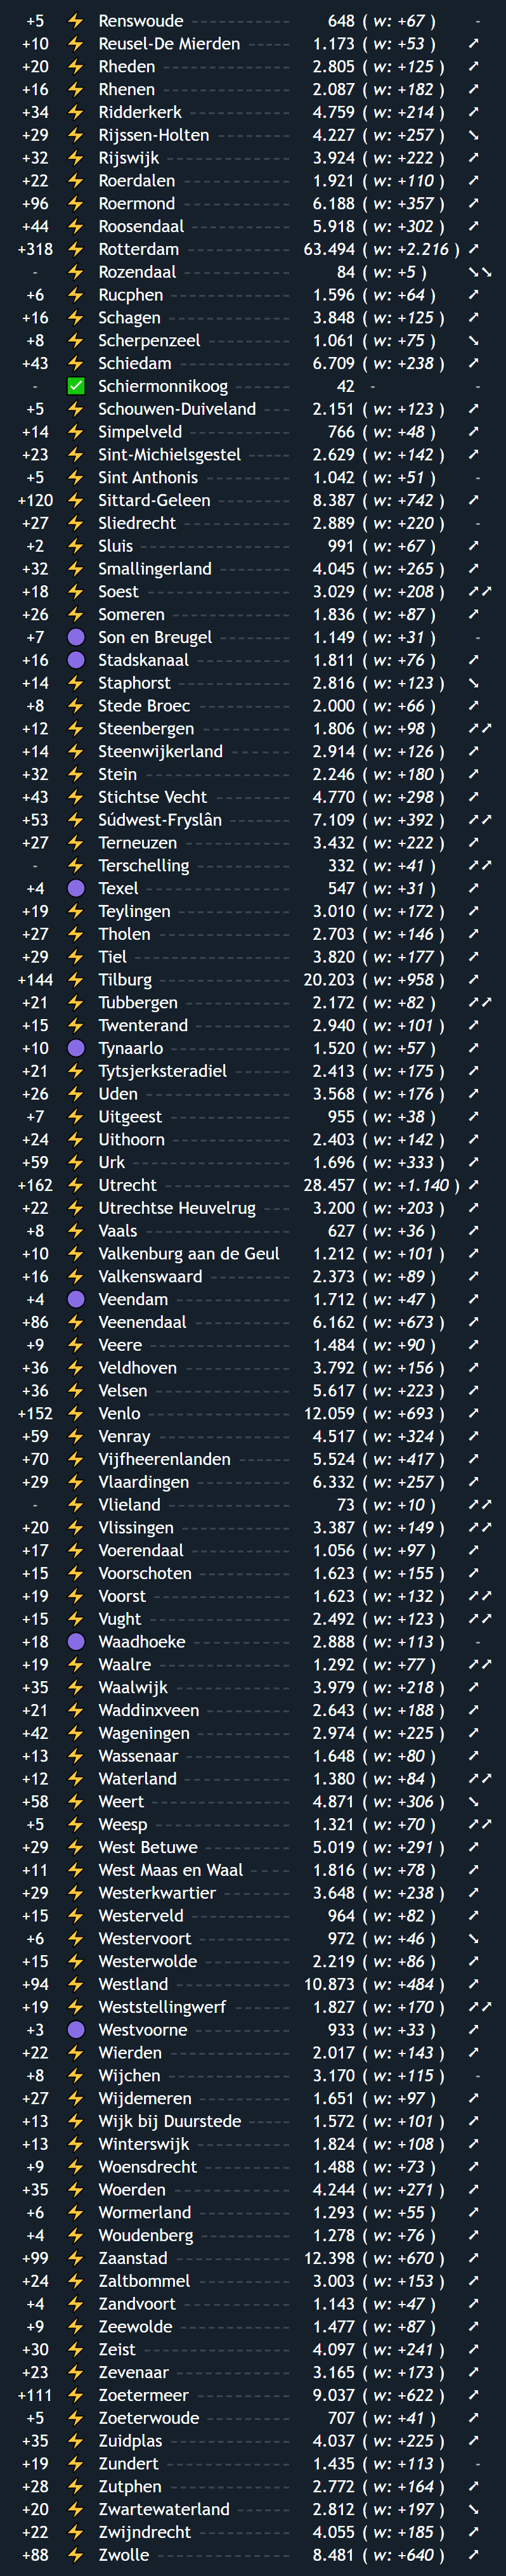 +5 ⚡ Renswoude ------------ 648 ( w: +67 ) -
+10 ⚡ Reusel-De Mierden ------ 1.173 ( w: +53 ) ➚
+20 ⚡ Rheden --------------- 2.805 ( w: +125 ) ➚
+16 ⚡ Rhenen --------------- 2.087 ( w: +182 ) ➚
+34 ⚡ Ridderkerk ------------ 4.759 ( w: +214 ) ➚
+29 ⚡ Rijssen-Holten --------- 4.227 ( w: +257 ) ➘
+32 ⚡ Rijswijk --------------- 3.924 ( w: +222 ) ➚
+22 ⚡ Roerdalen ------------- 1.921 ( w: +110 ) ➚
+96 ⚡ Roermond ------------- 6.188 ( w: +357 ) ➚
+44 ⚡ Roosendaal ------------ 5.918 ( w: +302 ) ➚
+318 ⚡ Rotterdam ------------- 63.494 ( w: +2.216 ) ➚
- ⚡ Rozendaal ------------- 84 ( w: +5 ) ➘➘
+6 ⚡ Rucphen -------------- 1.596 ( w: +64 ) ➚
+16 ⚡ Schagen --------------- 3.848 ( w: +125 ) ➚
+8 ⚡ Scherpenzeel ---------- 1.061 ( w: +75 ) ➘
+43 ⚡ Schiedam -------------- 6.709 ( w: +238 ) ➚
- ✅ Schiermonnikoog ------- 42 - -
+5 ⚡ Schouwen-Duiveland ---- 2.151 ( w: +123 ) ➚
+14 ⚡ Simpelveld ------------ 766 ( w: +48 ) ➚
+23 ⚡ Sint-Michielsgestel ------ 2.629 ( w: +142 ) ➚
+5 ⚡ Sint Anthonis ---------- 1.042 ( w: +51 ) -
+120 ⚡ Sittard-Geleen --------- 8.387 ( w: +742 ) ➚
+27 ⚡ Sliedrecht ------------- 2.889 ( w: +220 ) -
+2 ⚡ Sluis ------------------ 991 ( w: +67 ) ➚
+32 ⚡ Smallingerland --------- 4.045 ( w: +265 ) ➚
+18 ⚡ Soest ----------------- 3.029 ( w: +208 ) ➚➚
+26 ⚡ Someren -------------- 1.836 ( w: +87 ) ➚
+7 🟣 Son en Breugel --------- 1.149 ( w: +31 ) -
+16 🟣 Stadskanaal ----------- 1.811 ( w: +76 ) ➚
+14 ⚡ Staphorst ------------- 2.816 ( w: +123 ) ➘
+8 ⚡ Stede Broec ----------- 2.000 ( w: +66 ) ➚
+12 ⚡ Steenbergen ----------- 1.806 ( w: +98 ) ➚➚
+14 ⚡ Steenwijkerland -------- 2.914 ( w: +126 ) ➚
+32 ⚡ Stein ----------------- 2.246 ( w: +180 ) ➚
+43 ⚡ Stichtse Vecht --------- 4.770 ( w: +298 ) ➚
+53 ⚡ Súdwest-Fryslân -------- 7.109 ( w: +392 ) ➚➚
+27 ⚡ Terneuzen ------------ 3.432 ( w: +222 ) ➚
- ⚡ Terschelling ----------- 332 ( w: +41 ) ➚➚
+4 🟣 Texel ----------------- 547 ( w: +31 ) ➚
+19 ⚡ Teylingen ------------- 3.010 ( w: +172 ) ➚
+27 ⚡ Tholen --------------- 2.703 ( w: +146 ) ➚
+29 ⚡ Tiel ------------------- 3.820 ( w: +177 ) ➚
+144 ⚡ Tilburg ---------------- 20.203 ( w: +958 ) ➚
+21 ⚡ Tubbergen ------------ 2.172 ( w: +82 ) ➚➚
+15 ⚡ Twenterand ------------ 2.940 ( w: +101 ) ➚
+10 🟣 Tynaarlo -------------- 1.520 ( w: +57 ) ➚
+21 ⚡ Tytsjerksteradiel ------- 2.413 ( w: +175 ) ➚
+26 ⚡ Uden ----------------- 3.568 ( w: +176 ) ➚
+7 ⚡ Uitgeest -------------- 955 ( w: +38 ) ➚
+24 ⚡ Uithoorn -------------- 2.403 ( w: +142 ) ➚
+59 ⚡ Urk ------------------- 1.696 ( w: +333 ) ➚
+162 ⚡ Utrecht --------------- 28.457 ( w: +1.140 ) ➚
+22 ⚡ Utrechtse Heuvelrug ---- 3.200 ( w: +203 ) ➚
+8 ⚡ Vaals ----------------- 627 ( w: +36 ) ➚
+10 ⚡ Valkenburg aan de Geul 1.212 ( w: +101 ) ➚
+16 ⚡ Valkenswaard ---------- 2.373 ( w: +89 ) ➚
+4 🟣 Veendam -------------- 1.712 ( w: +47 ) ➚
+86 ⚡ Veenendaal ------------ 6.162 ( w: +673 ) ➚
+9 ⚡ Veere ----------------- 1.484 ( w: +90 ) ➚
+36 ⚡ Veldhoven ------------- 3.792 ( w: +156 ) ➚
+36 ⚡ Velsen ---------------- 5.617 ( w: +223 ) ➚
+152 ⚡ Venlo ----------------- 12.059 ( w: +693 ) ➚
+59 ⚡ Venray ---------------- 4.517 ( w: +324 ) ➚
+70 ⚡ Vijfheerenlanden ------- 5.524 ( w: +417 ) ➚
+29 ⚡ Vlaardingen ----------- 6.332 ( w: +257 ) ➚
- ⚡ Vlieland --------------- 73 ( w: +10 ) ➚➚
+20 ⚡ Vlissingen ------------- 3.387 ( w: +149 ) ➚➚
+17 ⚡ Voerendaal ------------ 1.056 ( w: +97 ) ➚
+15 ⚡ Voorschoten ----------- 1.623 ( w: +155 ) ➚
+19 ⚡ Voorst ---------------- 1.623 ( w: +132 ) ➚➚
+15 ⚡ Vught ----------------- 2.492 ( w: +123 ) ➚➚
+18 🟣 Waadhoeke ------------ 2.888 ( w: +113 ) -
+19 ⚡ Waalre ---------------- 1.292 ( w: +77 ) ➚➚
+35 ⚡ Waalwijk -------------- 3.979 ( w: +218 ) ➚
+21 ⚡ Waddinxveen ---------- 2.643 ( w: +188 ) ➚
+42 ⚡ Wageningen ----------- 2.974 ( w: +225 ) ➚
+13 ⚡ Wassenaar ------------ 1.648 ( w: +80 ) ➚
+12 ⚡ Waterland ------------- 1.380 ( w: +84 ) ➚➚
+58 ⚡ Weert ----------------- 4.871 ( w: +306 ) ➘
+5 ⚡ Weesp ---------------- 1.321 ( w: +70 ) ➚➚
+29 ⚡ West Betuwe ---------- 5.019 ( w: +291 ) ➚
+11 ⚡ West Maas en Waal ----- 1.816 ( w: +78 ) ➚
+29 ⚡ Westerkwartier --------- 3.648 ( w: +238 ) ➚
+15 ⚡ Westerveld ------------ 964 ( w: +82 ) ➚
+6 ⚡ Westervoort ----------- 972 ( w: +46 ) ➘
+15 ⚡ Westerwolde ----------- 2.219 ( w: +86 ) ➚
+94 ⚡ Westland -------------- 10.873 ( w: +484 ) ➚
+19 ⚡ Weststellingwerf ------- 1.827 ( w: +170 ) ➚➚
+3 🟣 Westvoorne ----------- 933 ( w: +33 ) ➚
+22 ⚡ Wierden -------------- 2.017 ( w: +143 ) ➚
+8 ⚡ Wijchen --------------- 3.170 ( w: +115 ) -
+27 ⚡ Wijdemeren ----------- 1.651 ( w: +97 ) ➚
+13 ⚡ Wijk bij Duurstede ------ 1.572 ( w: +101 ) ➚
+13 ⚡ Winterswijk ------------ 1.824 ( w: +108 ) ➚
+9 ⚡ Woensdrecht ---------- 1.488 ( w: +73 ) ➚
+35 ⚡ Woerden -------------- 4.244 ( w: +271 ) ➚
+6 ⚡ Wormerland ----------- 1.293 ( w: +55 ) ➚
+4 ⚡ Woudenberg ----------- 1.278 ( w: +76 ) ➚
+99 ⚡ Zaanstad -------------- 12.398 ( w: +670 ) ➚
+24 ⚡ Zaltbommel ----------- 3.003 ( w: +153 ) ➚
+4 ⚡ Zandvoort ------------- 1.143 ( w: +47 ) ➚
+9 ⚡ Zeewolde ------------- 1.477 ( w: +87 ) ➚
+30 ⚡ Zeist ------------------ 4.097 ( w: +241 ) ➚
+23 ⚡ Zevenaar ------------- 3.165 ( w: +173 ) ➚
+111 ⚡ Zoetermeer ----------- 9.037 ( w: +622 ) ➚
+5 ⚡ Zoeterwoude ---------- 707 ( w: +41 ) ➚
+35 ⚡ Zuidplas --------------- 4.037 ( w: +225 ) ➚
+19 ⚡ Zundert --------------- 1.435 ( w: +113 ) -
+28 ⚡ Zutphen -------------- 2.772 ( w: +164 ) ➚
+20 ⚡ Zwartewaterland ------- 2.812 ( w: +197 ) ➘
+22 ⚡ Zwijndrecht ----------- 4.055 ( w: +185 ) ➚
+88 ⚡ Zwolle ---------------- 8.481 ( w: +640 ) ➚